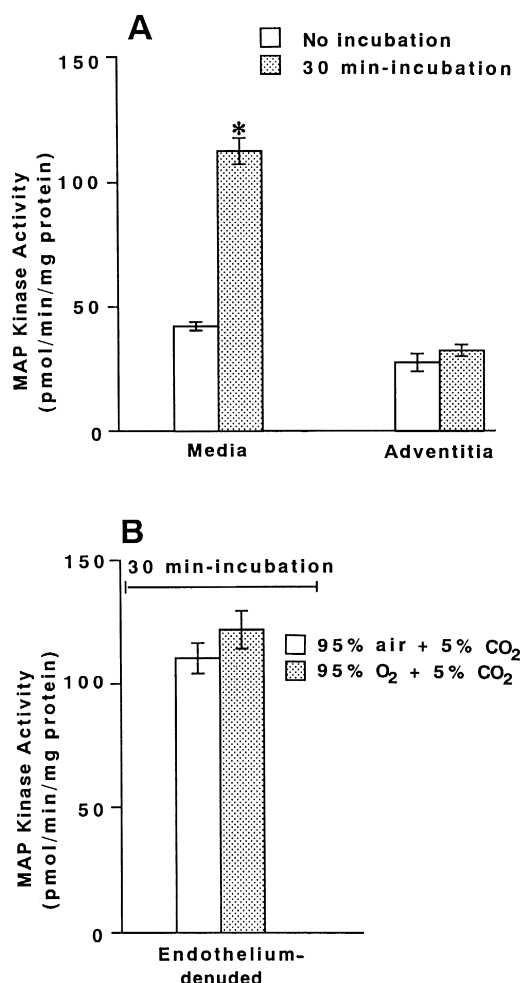 A
No incubation
30 min-incubation
150
100
50
0
MAP Kinase Activity
(pmol/min/mg protein)
*
Media
Adventitia
B
150
30 min-incubation
100
50
0
MAP Kinase Activity
(pmol/min/mg protein)
95% air + 5% CO₂
95% O₂ + 5% CO₂
Endothelium-
denuded